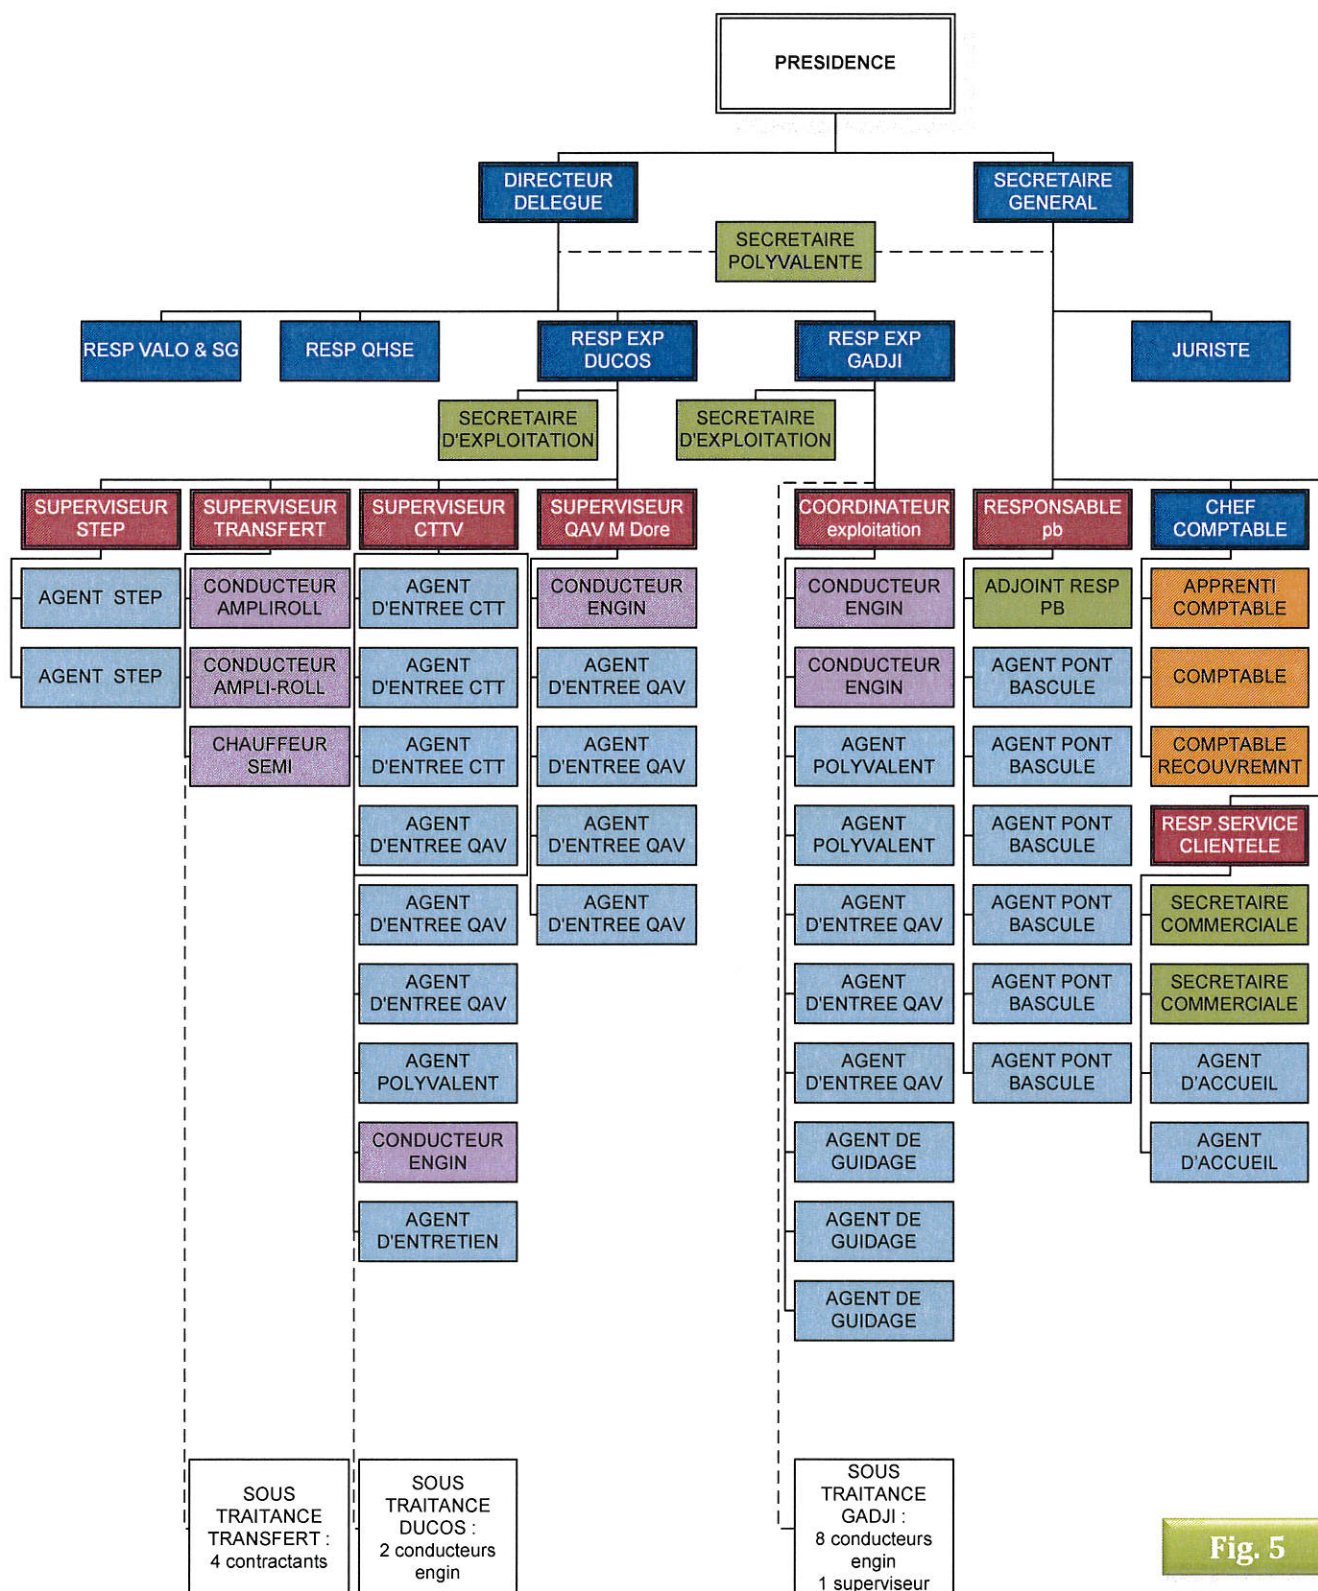 PRESIDENCE
DIRECTEUR
DELEGUE
SECRETAIRE
GENERAL
SECRETAIRE
POLYVALENTE
RESP VALO & SG
RESP QHSE
RESP EXP
DUCOS
RESP EXP
GADJI
JURISTE
SECRETAIRE
D'EXPLOITATION
SECRETAIRE
D'EXPLOITATION
SUPERVISEUR
STEP
AGENT STEP
AGENT STEP
SUPERVISEUR
TRANSFERT
CONDUCTEUR
AMPLIROLL
CONDUCTEUR
AMPLI-ROLL
CHAUFFEUR
SEMI
SUPERVISEUR
CTTV
AGENT
D'ENTREE CTT
AGENT
D'ENTREE CTT
AGENT
D'ENTREE CTT
AGENT
D'ENTREE QAV
AGENT
D'ENTREE QAV
AGENT
D'ENTREE QAV
AGENT
POLYVALENT
CONDUCTEUR
ENGIN
AGENT
D'ENTRETIEN
SUPERVISEUR
QAV M Dore
CONDUCTEUR
ENGIN
AGENT
D'ENTREE QAV
AGENT
D'ENTREE QAV
AGENT
D'ENTREE QAV
AGENT
D'ENTREE QAV
COORDINATEUR
exploitation
CONDUCTEUR
ENGIN
CONDUCTEUR
ENGIN
AGENT
POLYVALENT
AGENT
POLYVALENT
AGENT
D'ENTREE QAV
AGENT
D'ENTREE QAV
AGENT
D'ENTREE QAV
AGENT DE
GUIDAGE
AGENT DE
GUIDAGE
AGENT DE
GUIDAGE
RESPONSABLE
pb
ADJOINT RESP
PB
AGENT PONT
BASCULE
AGENT PONT
BASCULE
AGENT PONT
BASCULE
AGENT PONT
BASCULE
AGENT PONT
BASCULE
AGENT PONT
BASCULE
CHEF
COMPTABLE
APPRENTI
COMPTABLE
COMPTABLE
COMPTABLE
RECOUVREMNT
RESP.SERVICE
CLIENTELE
SECRETAIRE
COMMERCIALE
SECRETAIRE
COMMERCIALE
AGENT
D'ACCUEIL
AGENT
D'ACCUEIL
SOUS
TRAITANCE
TRANSFERT :
4 contractants
SOUS
TRAITANCE
DUCOS :
2 conducteurs
engin
SOUS
TRAITANCE
GADJI :
8 conducteurs
engin
1 superviseur
Fig. 5